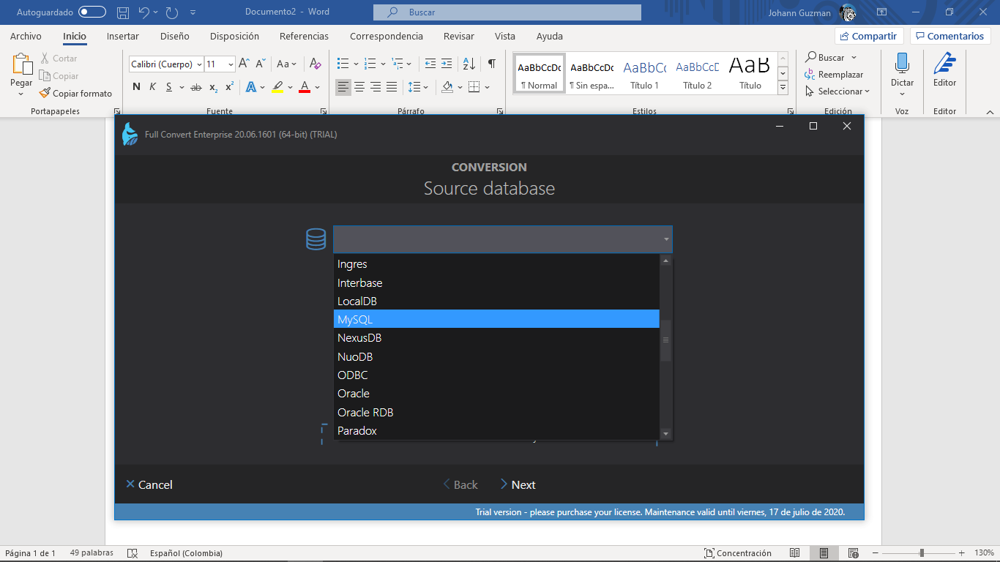 Autoguardado
Documento2 - Word
Buscar
Johann Guzman
Archivo Inicio Insertar Diseño Disposición Referencias Correspondencia Revisar Vista Ayuda
Compartir Comentarios
Pegar
Cortar
Copiar
Copiar formato
Portapapeles
Calibri (Cuerpo) 11 A A Aa A
N K S ab x2 x2 A A
Fuente
Párrafo
AaBbCcDc AaBbCcDc AaBbCc AaBbCcD AaB
¶ Normal ¶ Sin espa... Título 1 Título 2 Título
Estilos
Buscar
Reemplazar
Seleccionar
Edición
Dictar
Voz
Editor
Editor
Full Convert Enterprise 20.06.1601 (64-bit) (TRIAL)
CONVERSION
Source database
Ingres
Interbase
LocalDB
MySQL
NexusDB
NuoDB
ODBC
Oracle
Oracle RDB
Paradox
Cancel
Back
Next
Trial version - please purchase your license. Maintenance valid until viernes, 17 de julio de 2020.
Página 1 de 1 49 palabras Español (Colombia)
Concentración
130%